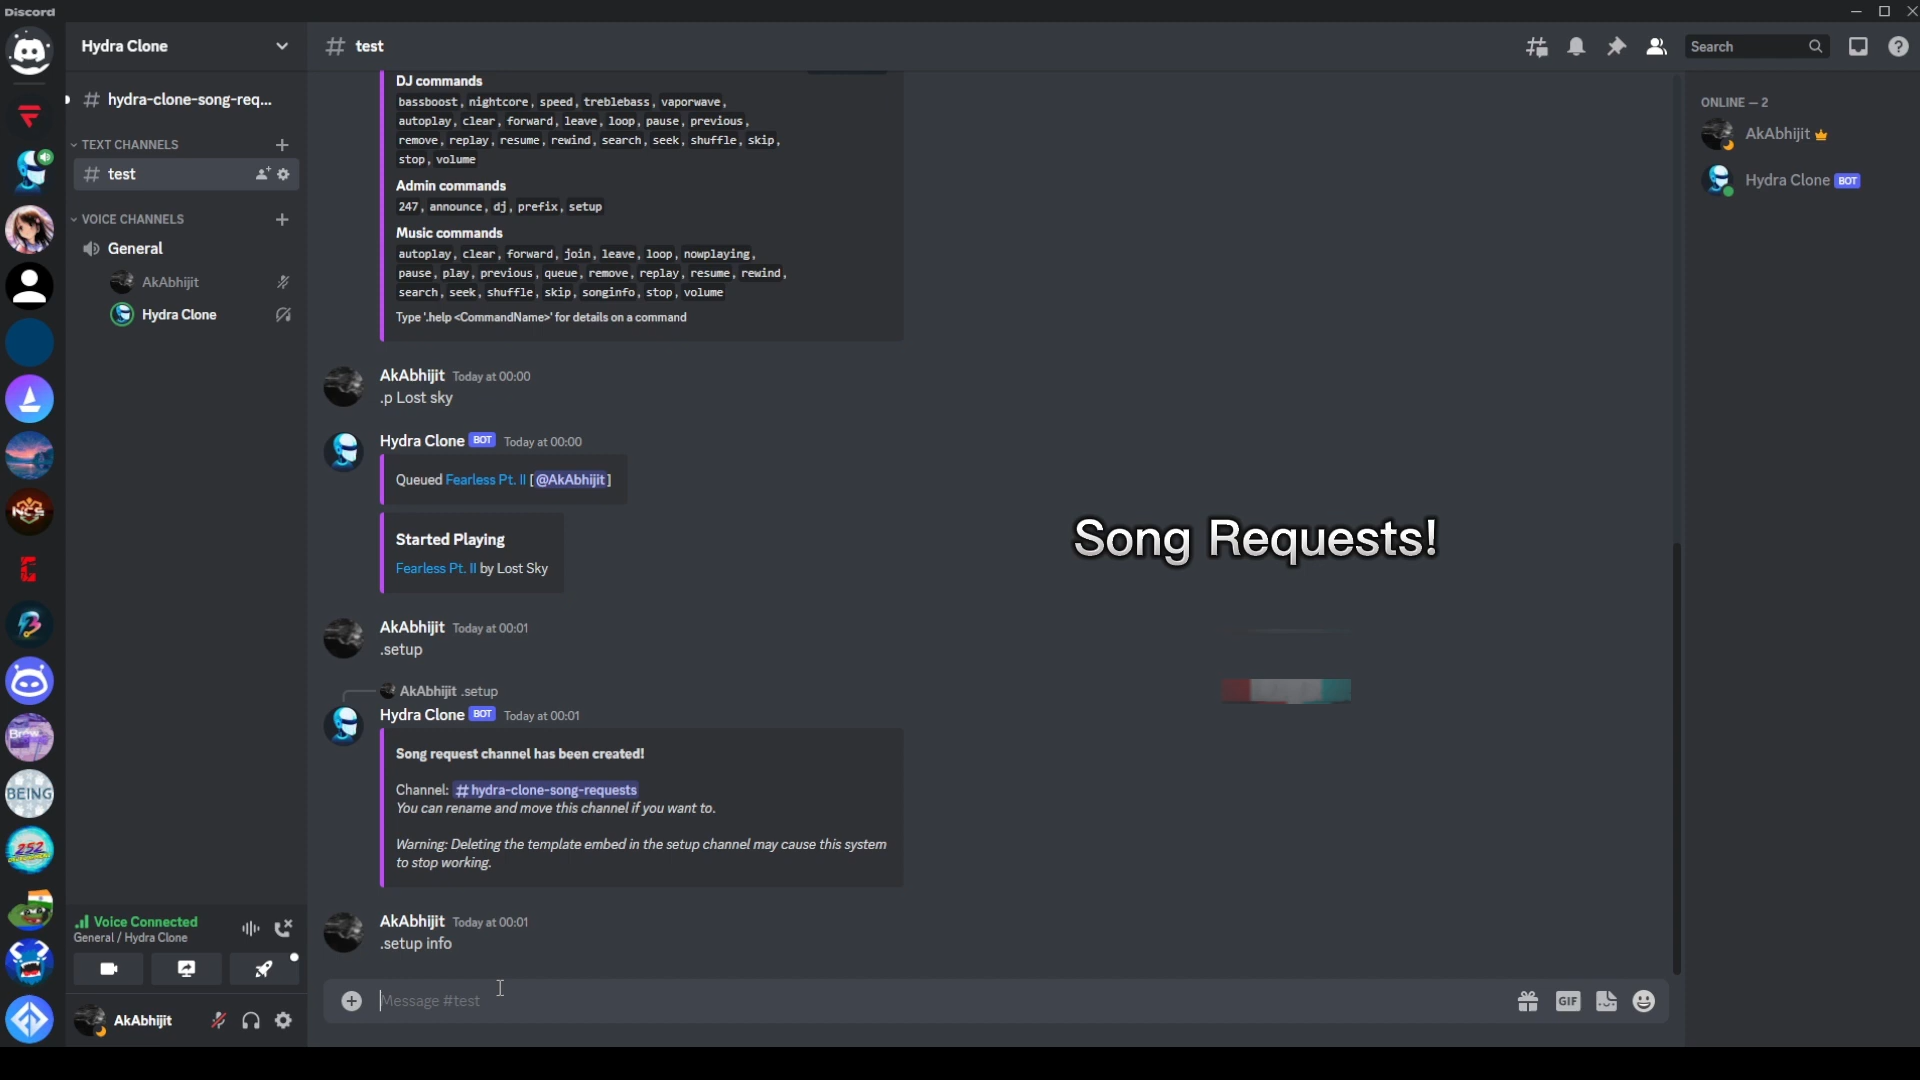 Discord
Hydra Clone
hydra-clone-song-req...
TEXT CHANNELS
test
VOICE CHANNELS
General
AkAbhijit
Hydra Clone
NCS
BEING
252
Voice Connected
General / Hydra Clone
AkAbhijit
test
Search
DJ commands
bassboost, nightcore, speed, treblebass, vaporwave,
autoplay, clear, forward, leave, loop, pause, previous,
remove, replay, resume, rewind, search, seek, shuffle, skip,
stop, volume
Admin commands
247, announce, dj, prefix, setup
Music commands
autoplay, clear, forward, join, leave, loop, nowplaying,
pause, play, previous, queue, remove, replay, resume, rewind,
search, seek, shuffle, skip, songinfo, stop, volume
Type '.help <CommandName>' for details on a command
AkAbhijit Today at 00:00
.p Lost sky
Hydra Clone BOT Today at 00:00
Queued Fearless Pt. II [@AkAbhijit]
Started Playing
Fearless Pt. II by Lost Sky
AkAbhijit Today at 00:01
.setup
AkAbhijit .setup
Hydra Clone BOT Today at 00:01
Song request channel has been created!
Channel: #hydra-clone-song-requests
You can rename and move this channel if you want to.
Warning: Deleting the template embed in the setup channel may cause this system
to stop working.
AkAbhijit Today at 00:01
.setup info
Message #test
GIF
Song Requests!
ONLINE — 2
AkAbhijit
Hydra Clone BOT